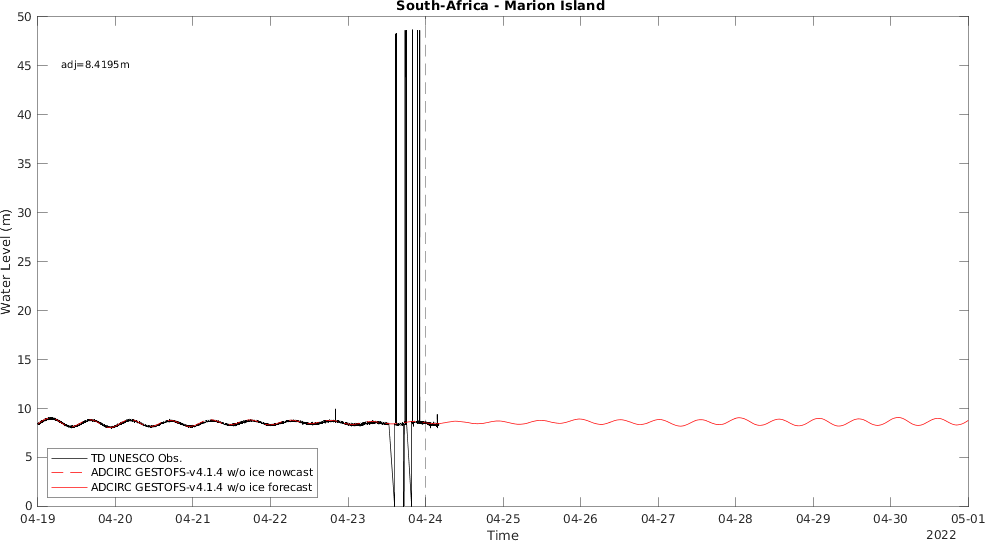 South-Africa - Marion Island
50
45
40
35
30
25
20
15
10
5
0
Water Level (m)
adj=8.4195m
TD UNESCO Obs.
ADCIRC GESTOFS-v4.1.4 w/o ice nowcast
ADCIRC GESTOFS-v4.1.4 w/o ice forecast
04-19 04-20 04-21 04-22 04-23 04-24 04-25 04-26 04-27 04-28 04-29 04-30 05-01
Time
2022